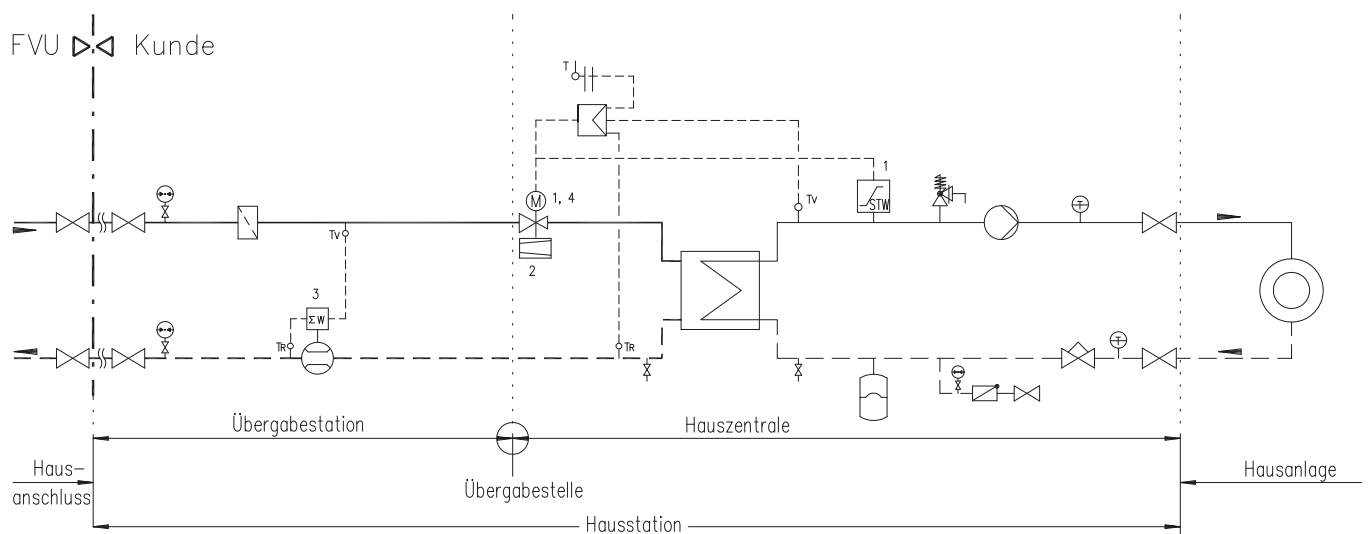 FVU Kunde
T
1
M
1, 4
STW
Tv
T
Tv
2
3
ΣW
TR
TR
T
Übergabestation
Hauszentrale
Haus-
anschluss
Übergabestelle
Hausanlage
Hausstation